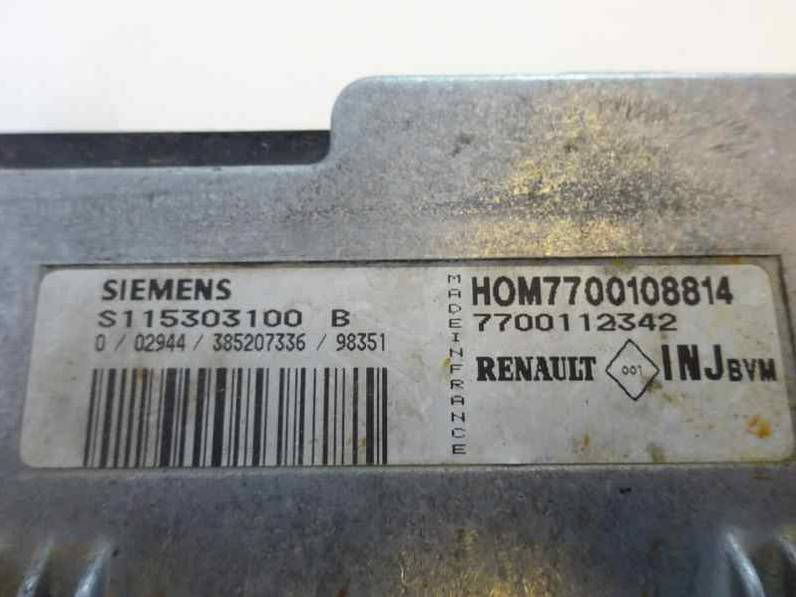 SIEMENS
S115303100 B
0 / 02944 / 385207336 / 98351
MADE IN FRANCE
HOM7700108814
7700112342
RENAULT 001 INJ BVM